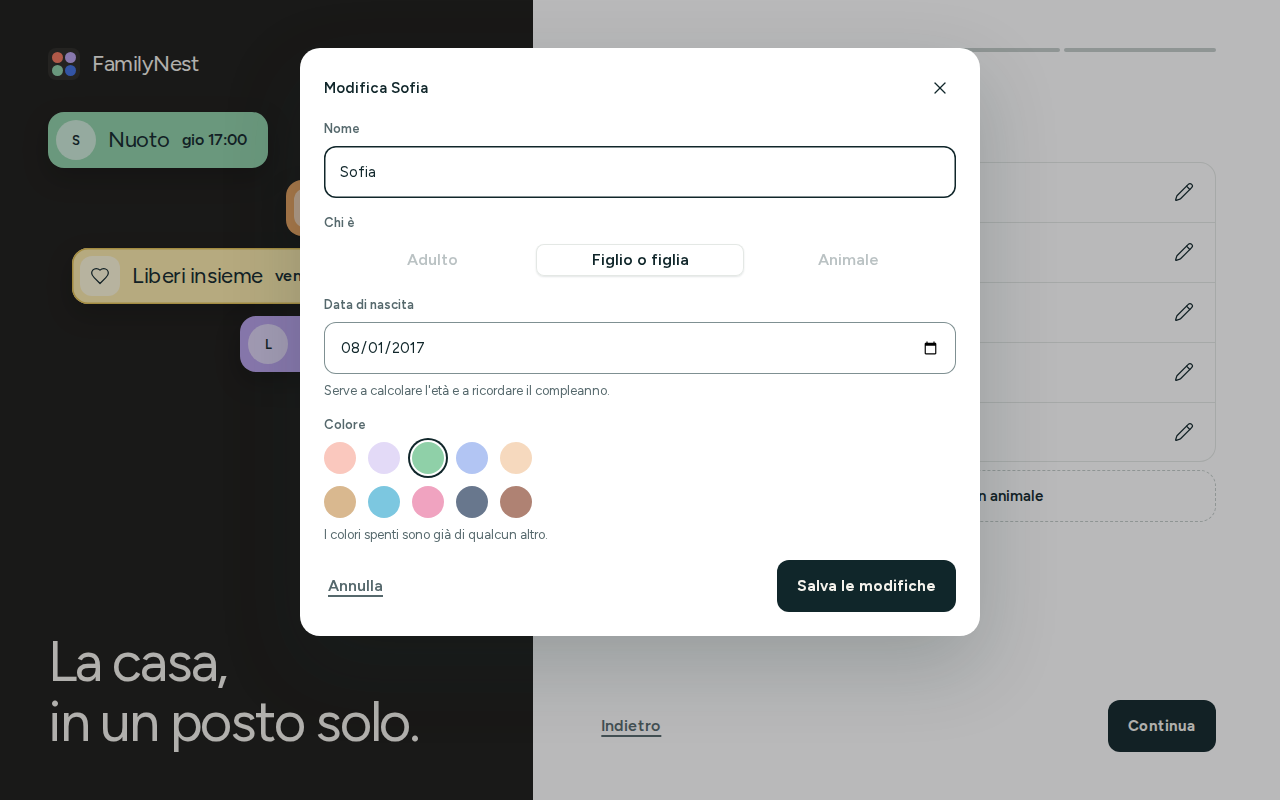 FamilyNest
S
Nuoto gio 17:00
Liberi insieme ven
L
La casa,
in un posto solo.
Modifica Sofia
Nome
Sofia
Chi è
Adulto
Figlio o figlia
Animale
Data di nascita
08/01/2017
Serve a calcolare l'età e a ricordare il compleanno.
Colore
I colori spenti sono già di qualcun altro.
Annulla
Salva le modifiche
n animale
Indietro
Continua